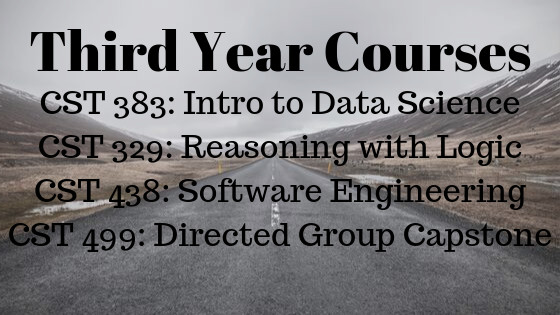 Third Year Courses
CST 383: Intro to Data Science
CST 329: Reasoning with Logic
CST 438: Software Engineering
CST 499: Directed Group Capstone